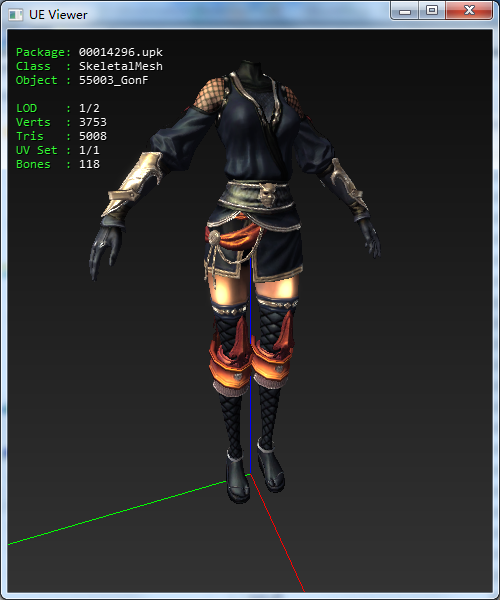 UE Viewer
Package: 00014296.upk
Class  : SkeletalMesh
Object : 55003_GonF
LOD    : 1/2
Verts  : 3753
Tris   : 5008
UV Set : 1/1
Bones  : 118